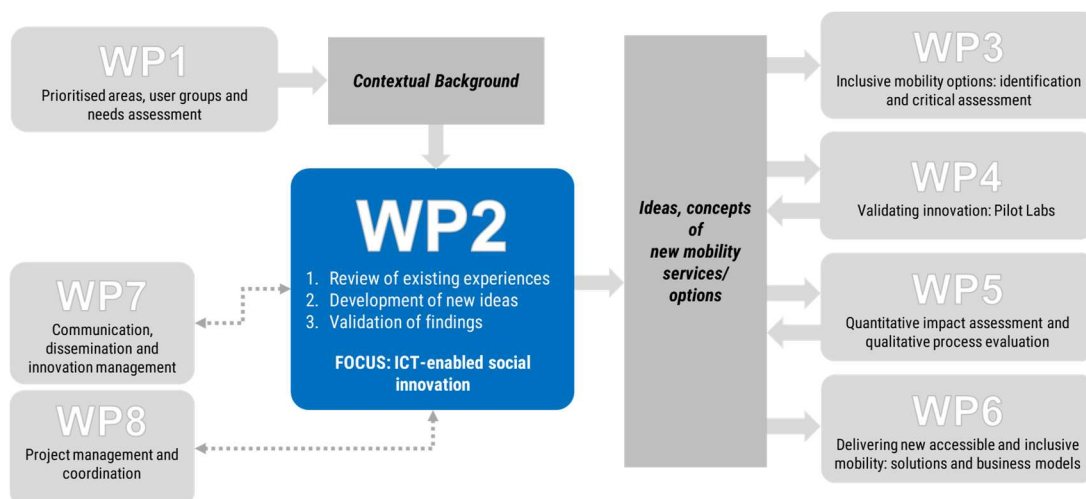 WP1
Prioritised areas, user groups and
needs assessment
Contextual Background
WP2
1. Review of existing experiences
2. Development of new ideas
3. Validation of findings
FOCUS: ICT-enabled social
innovation
WP7
Communication,
dissemination and
innovation management
WP8
Project management and
coordination
Ideas, concepts
of
new mobility
services/
options
WP3
Inclusive mobility options: identification
and critical assessment
WP4
Validating innovation: Pilot Labs
WP5
Quantitative impact assessment and
qualitative process evaluation
WP6
Delivering new accessible and inclusive
mobility: solutions and business models